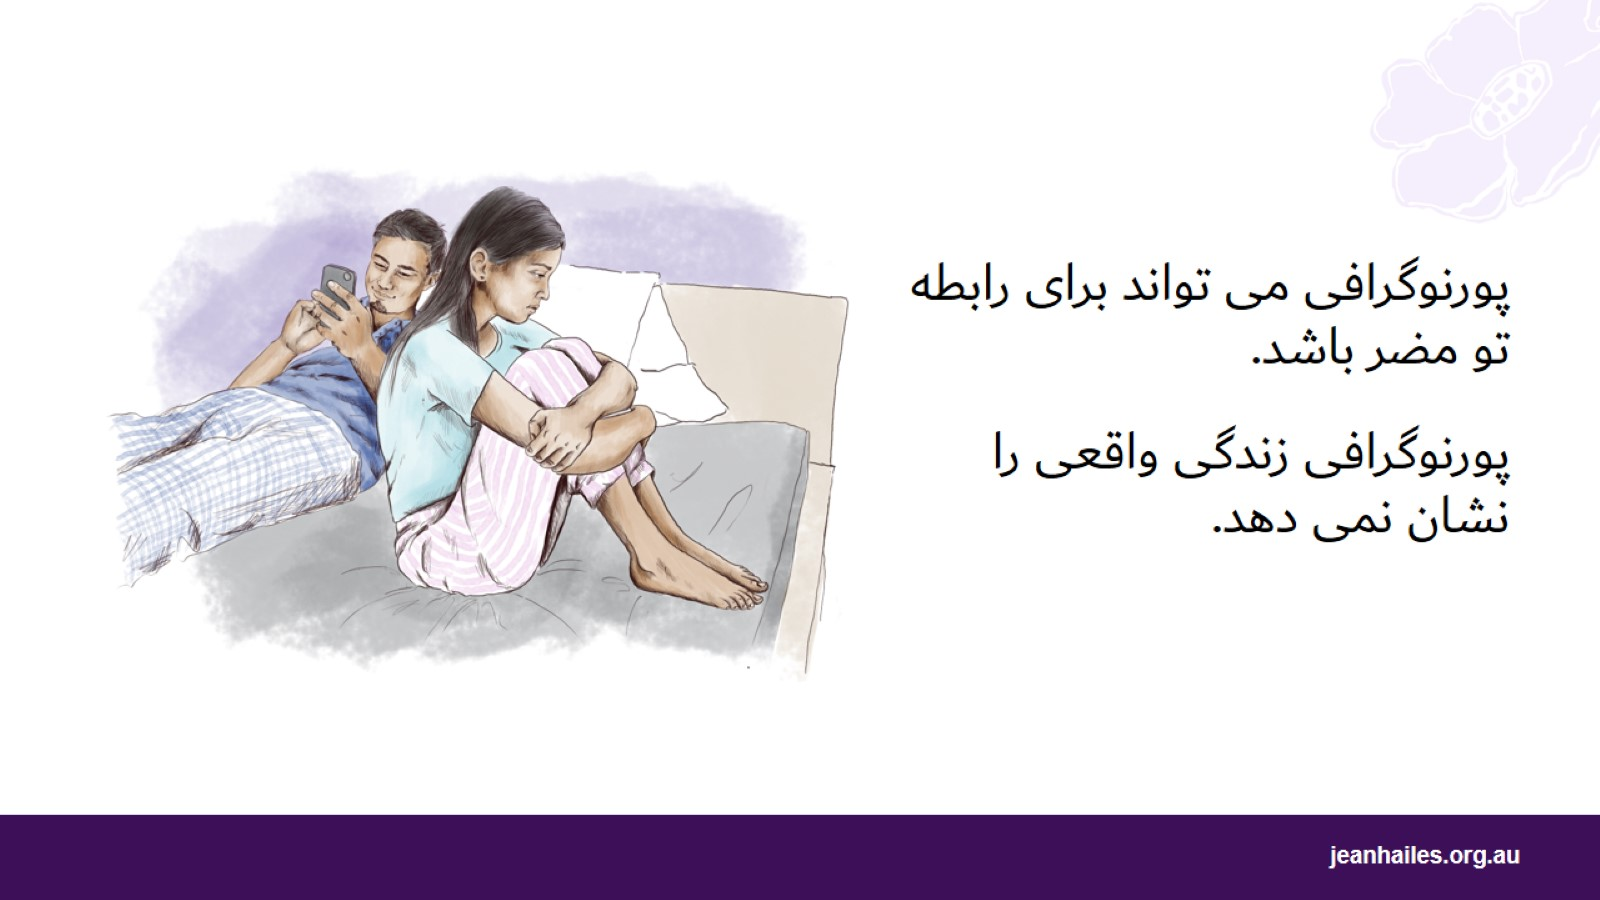 پورنوگرافی می تواند برای رابطه
تو مضر باشد.
پورنوگرافی زندگی واقعی را
نشان نمی دهد.
jeanhailes.org.au